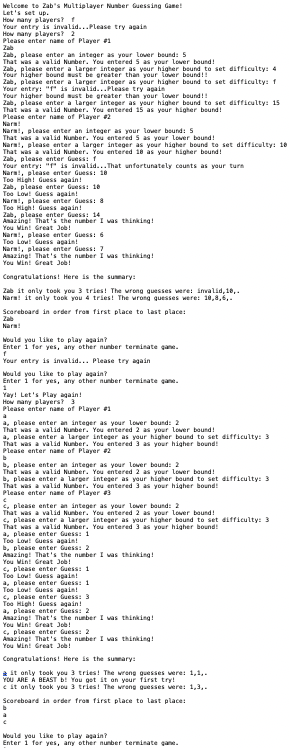 Welcome to Zab's Multiplayer Number Guessing Game!
Let's set up.
How many players?  f
Your entry is invalid...Please try again
How many players?  2
Please enter name of Player #1
Zab
Zab, please enter an integer as your lower bound: 5
That was a valid Number. You entered 5 as your lower bound!
Zab, please enter a larger integer as your higher bound to set difficulty: 4
Your higher bound must be greater than your lower bound!!
Zab, please enter a larger integer as your higher bound to set difficulty: f
Your entry: "f" is invalid...Please try again
Your higher bound must be greater than your lower bound!!
Zab, please enter a larger integer as your higher bound to set difficulty: 15
That was a valid Number. You entered 15 as your higher bound!
Please enter name of Player #2
Narm!
Narm!, please enter an integer as your lower bound: 5
That was a valid Number. You entered 5 as your lower bound!
Narm!, please enter a larger integer as your higher bound to set difficulty: 10
That was a valid Number. You entered 10 as your higher bound!
Zab, please enter Guess: f
Your entry: "f" is invalid...That unfortunately counts as your turn
Narm!, please enter Guess: 10
Too High! Guess again!
Zab, please enter Guess: 10
Too Low! Guess again!
Narm!, please enter Guess: 8
Too High! Guess again!
Zab, please enter Guess: 14
Amazing! That's the number I was thinking!
You Win! Great Job!
Narm!, please enter Guess: 6
Too Low! Guess again!
Narm!, please enter Guess: 7
Amazing! That's the number I was thinking!
You Win! Great Job!

Congratulations! Here is the summary:

Zab it only took you 3 tries! The wrong guesses were: invalid,10,.
Narm! it only took you 4 tries! The wrong guesses were: 10,8,6,.

Scoreboard in order from first place to last place:
Zab
Narm!

Would you like to play again?
Enter 1 for yes, any other number terminate game.
f
Your entry is invalid... Please try again

Would you like to play again?
Enter 1 for yes, any other number terminate game.
1
Yay! Let's Play again!
How many players?  3
Please enter name of Player #1
a
a, please enter an integer as your lower bound: 2
That was a valid Number. You entered 2 as your lower bound!
a, please enter a larger integer as your higher bound to set difficulty: 3
That was a valid Number. You entered 3 as your higher bound!
Please enter name of Player #2
b
b, please enter an integer as your lower bound: 2
That was a valid Number. You entered 2 as your lower bound!
b, please enter a larger integer as your higher bound to set difficulty: 3
That was a valid Number. You entered 3 as your higher bound!
Please enter name of Player #3
c
c, please enter an integer as your lower bound: 2
That was a valid Number. You entered 2 as your lower bound!
c, please enter a larger integer as your higher bound to set difficulty: 3
That was a valid Number. You entered 3 as your higher bound!
a, please enter Guess: 1
Too Low! Guess again!
b, please enter Guess: 2
Amazing! That's the number I was thinking!
You Win! Great Job!
c, please enter Guess: 1
Too Low! Guess again!
a, please enter Guess: 1
Too Low! Guess again!
c, please enter Guess: 3
Too High! Guess again!
a, please enter Guess: 2
Amazing! That's the number I was thinking!
You Win! Great Job!
c, please enter Guess: 2
Amazing! That's the number I was thinking!
You Win! Great Job!

Congratulations! Here is the summary:

a it only took you 3 tries! The wrong guesses were: 1,1,.
YOU ARE A BEAST b! You got it on your first try!
c it only took you 3 tries! The wrong guesses were: 1,3,.

Scoreboard in order from first place to last place:
b
a
c

Would you like to play again?
Enter 1 for yes, any other number terminate game.